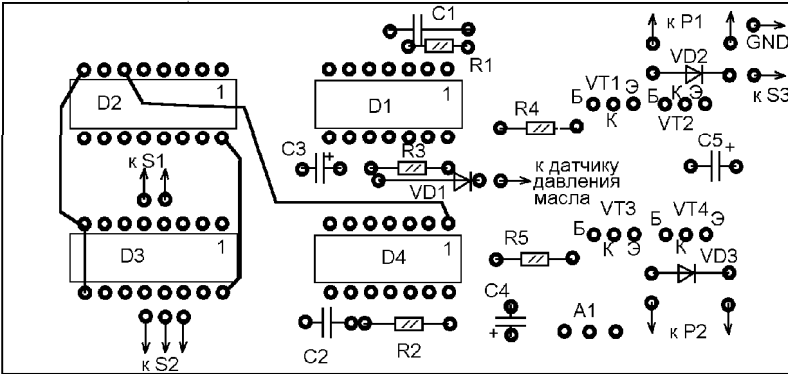 C1
к P1
GND
R1
VD2
к S3
D2
1
D1
1
R4
VT1
Э
Б
К
Б
К
Э
VT2
C3
+
R3
C5
+
к S1
VD1
к датчику
давления
масла
D3
1
D4
1
R5
Б
VT3
К
Э
Б
VT4
Э
К
VD3
C4
+
A1
к P2
к S2
C2
R2